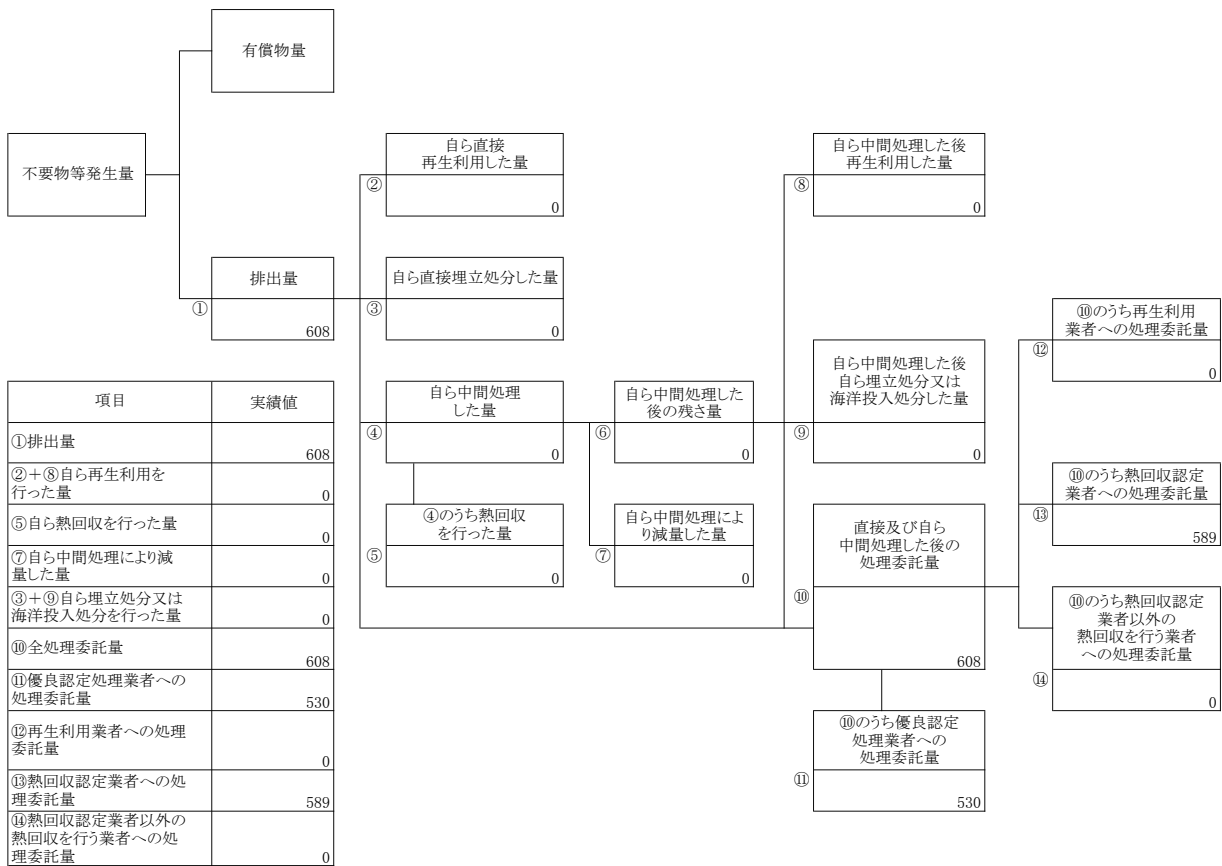 有償物量
不要物等発生量
自ら直接
再生利用した量
②
0
自ら中間処理した後
再生利用した量
⑧
0
排出量
①
608
自ら直接埋立処分した量
③
0
⑩のうち再生利用
業者への処理委託量
⑫
0
自ら中間処理
した量
④
0
自ら中間処理した
後の残さ量
⑥
0
自ら中間処理した後
自ら埋立処分又は
海洋投入処分した量
⑨
0
⑩のうち熱回収認定
業者への処理委託量
⑬
589
④のうち熱回収
を行った量
⑤
0
自ら中間処理によ
り減量した量
⑦
0
直接及び自ら
中間処理した後の
処理委託量
⑩
608
⑩のうち熱回収認定
業者以外の
熱回収を行う業者
への処理委託量
⑭
0
⑩のうち優良認定
処理業者への
処理委託量
⑪
530
項目 実績値
①排出量
608
②+⑧自ら再生利用を
行った量 0
⑤自ら熱回収を行った量
0
⑦自ら中間処理により減
量した量 0
③+⑨自ら埋立処分又は
海洋投入処分を行った量 0
⑩全処理委託量
608
⑪優良認定処理業者への
処理委託量 530
⑫再生利用業者への処理
委託量
0
⑬熱回収認定業者への処
理委託量 589
⑭熱回収認定業者以外の
熱回収を行う業者への処
理委託量 0